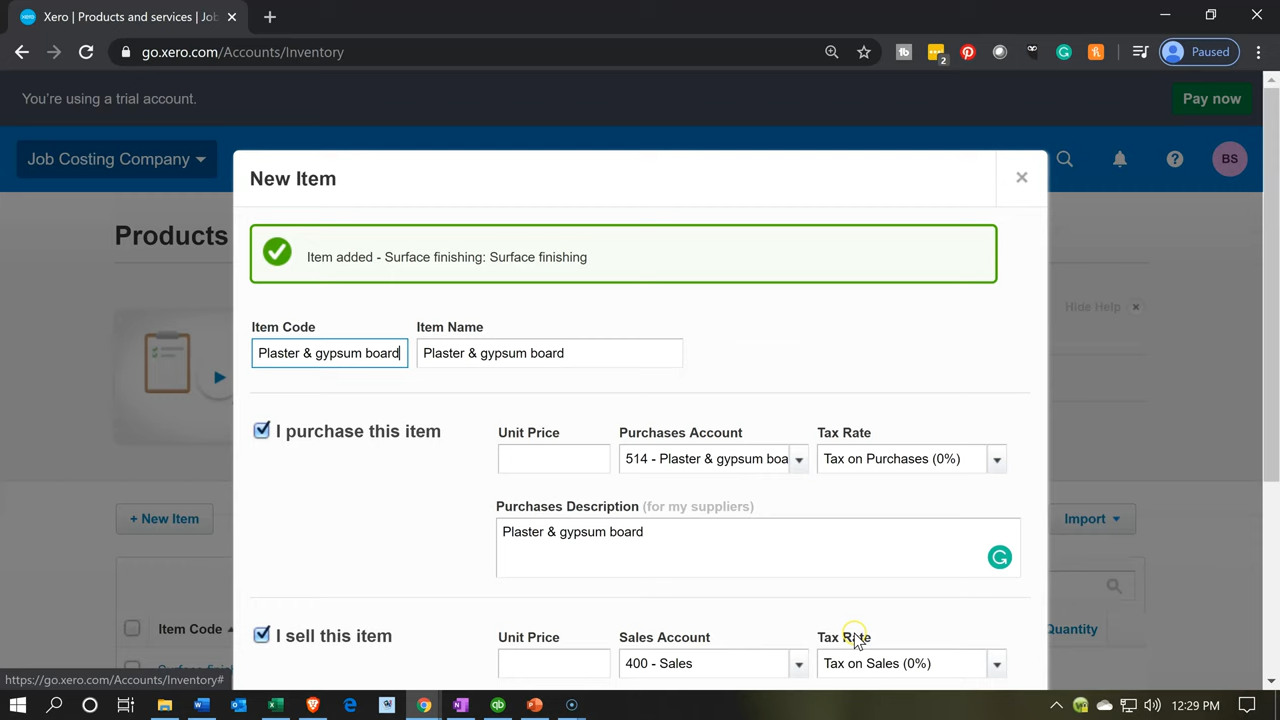 Xero | Products and services | Job
go.xero.com/Accounts/Inventory
2
Paused
You're using a trial account.
Pay now
Job Costing Company
BS
New Item
Products
Item added - Surface finishing: Surface finishing
Hide Help
Item Code
Item Name
Plaster & gypsum board
Plaster & gypsum board
I purchase this item
Unit Price
Purchases Account
Tax Rate
514 - Plaster & gypsum boa
Tax on Purchases (0%)
Purchases Description (for my suppliers)
Plaster & gypsum board
+ New Item
Import
I sell this item
Unit Price
Sales Account
Tax Rate
Item Code
Quantity
400 - Sales
Tax on Sales (0%)
https://go.xero.com/Accounts/Inventory#
12:29 PM